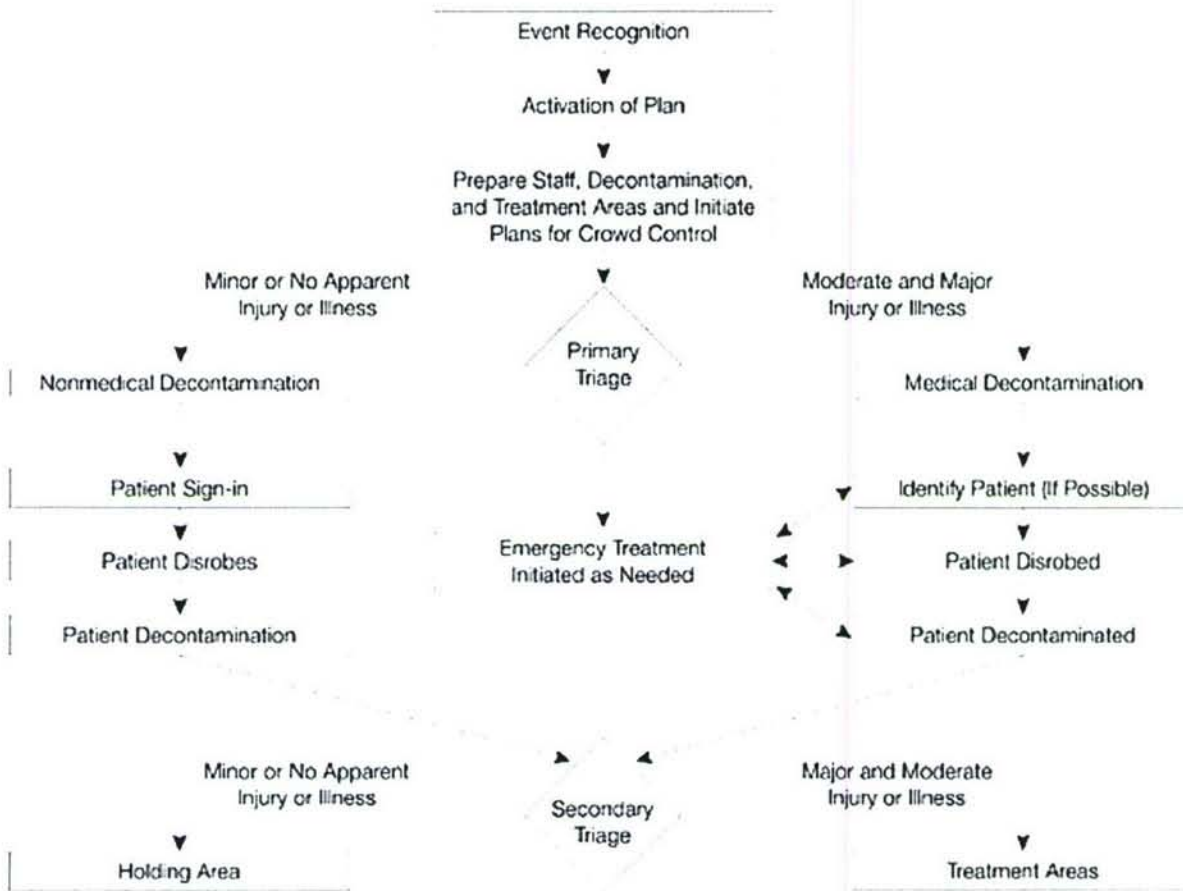 Event Recognition
Activation of Plan
Prepare Staff, Decontamination,
and Treatment Areas and Initiate
Plans for Crowd Control
Minor or No Apparent
Injury or Illness
Moderate and Major
Injury or Illness
Primary
Triage
Nonmedical Decontamination
Medical Decontamination
Patient Sign-in
Identify Patient (If Possible)
Emergency Treatment
Initiated as Needed
Patient Disrobes
Patient Disrobed
Patient Decontamination
Patient Decontaminated
Minor or No Apparent
Injury or Illness
Major and Moderate
Injury or Illness
Secondary
Triage
Holding Area
Treatment Areas